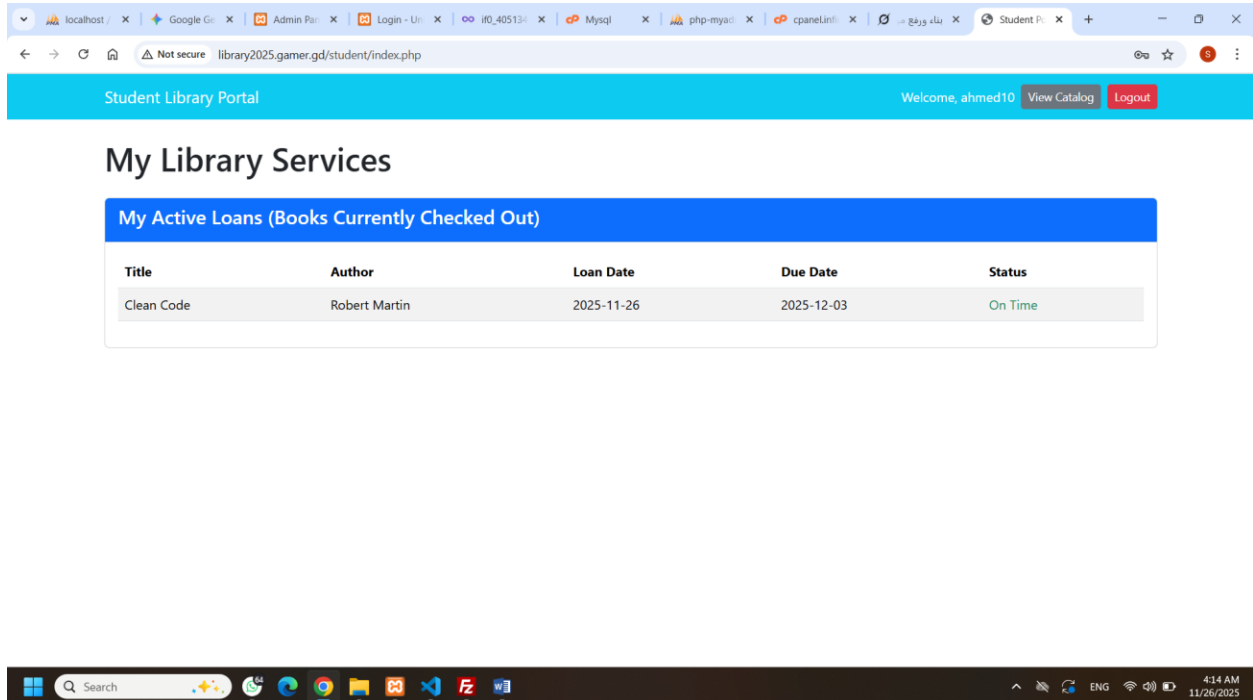 localhost /
Google Ge
Admin Pan
Login - Un
if0_405134
Mysql
php-myad
cpanel.infi
بناء ورفع
Student Po
Not secure library2025.gamer.gd/student/index.php
S
Student Library Portal
Welcome, ahmed10 View Catalog Logout
My Library Services
My Active Loans (Books Currently Checked Out)
Title Author Loan Date Due Date Status
Clean Code Robert Martin 2025-11-26 2025-12-03 On Time
Search
64
ENG
4:14 AM
11/26/2025